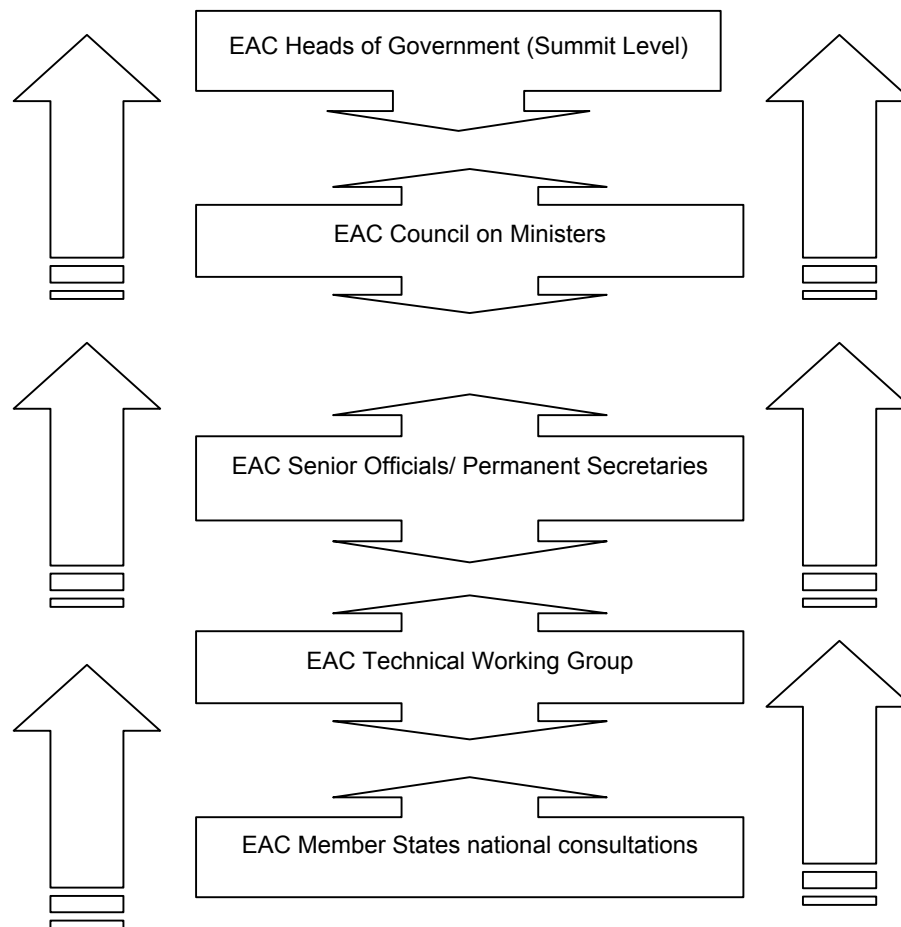 EAC Heads of Government (Summit Level)
EAC Council on Ministers
EAC Senior Officials/ Permanent Secretaries
EAC Technical Working Group
EAC Member States national consultations